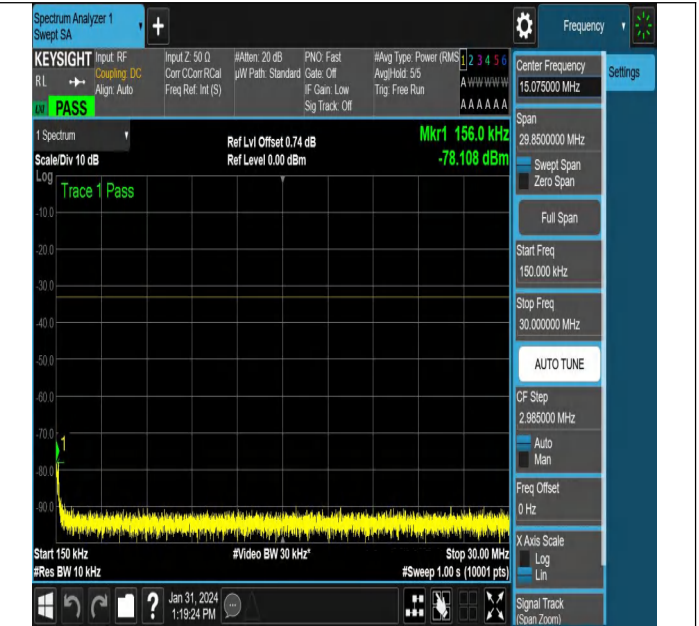 Spectrum Analyzer 1
Swept SA
+
Frequency
KEYSIGHT
RL
PASS
Input: RF
Coupling: DC
Align: Auto
Input Z: 50 Ω
Corr CCorr RCal
Freq Ref: Int (S)
#Atten: 20 dB
µW Path: Standard
PNO: Fast
Gate: Off
IF Gain: Low
Sig Track: Off
#Avg Type: Power (RMS
Avg|Hold: 5/5
Trig: Free Run
1 2 3 4 5 6
A W W W W W
A A A A A A
1 Spectrum
Scale/Div 10 dB
Log
Ref Lvl Offset 0.74 dB
Ref Level 0.00 dBm
Mkr1 156.0 kHz
-78.108 dBm
Trace 1 Pass
-10.0
-20.0
-30.0
-40.0
-50.0
-60.0
-70.0
1
-80.0
-90.0
Start 150 kHz
#Res BW 10 kHz
#Video BW 30 kHz*
Stop 30.00 MHz
#Sweep 1.00 s (10001 pts)
Jan 31, 2024
1:19:24 PM
?
Center Frequency
15.075000 MHz
Settings
Span
29.8500000 MHz
Swept Span
Zero Span
Full Span
Start Freq
150.000 kHz
Stop Freq
30.000000 MHz
AUTO TUNE
CF Step
2.985000 MHz
Auto
Man
Freq Offset
0 Hz
X Axis Scale
Log
Lin
Signal Track
(Span Zoom)